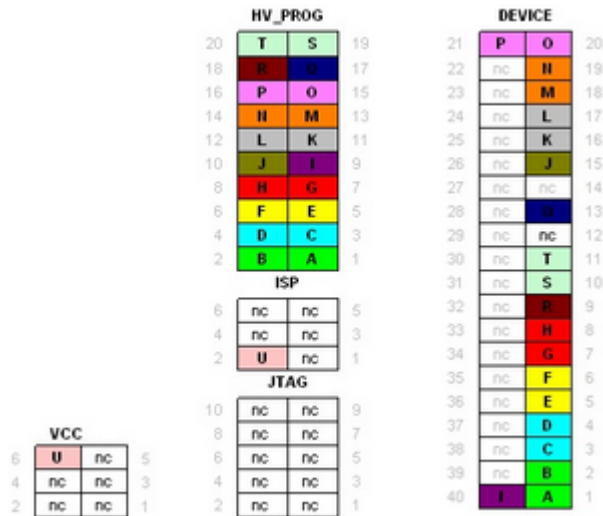 HV_PROG
20 T S 19
18 R Q 17
16 P O 15
14 N M 13
12 L K 11
10 J I 9
8 H G 7
6 F E 5
4 D C 3
2 B A 1
ISP
6 nc nc 5
4 nc nc 3
2 U nc 1
JTAG
10 nc nc 9
8 nc nc 7
6 nc nc 5
4 nc nc 3
2 nc nc 1
VCC
6 U nc 5
4 nc nc 3
2 nc nc 1
DEVICE
21 P O 20
22 nc N 19
23 nc M 18
24 nc L 17
25 nc K 16
26 nc J 15
27 nc nc 14
28 nc Q 13
29 nc nc 12
30 nc T 11
31 nc S 10
32 nc R 9
33 nc H 8
34 nc G 7
35 nc F 6
36 nc E 5
37 nc D 4
38 nc C 3
39 nc B 2
40 I A 1